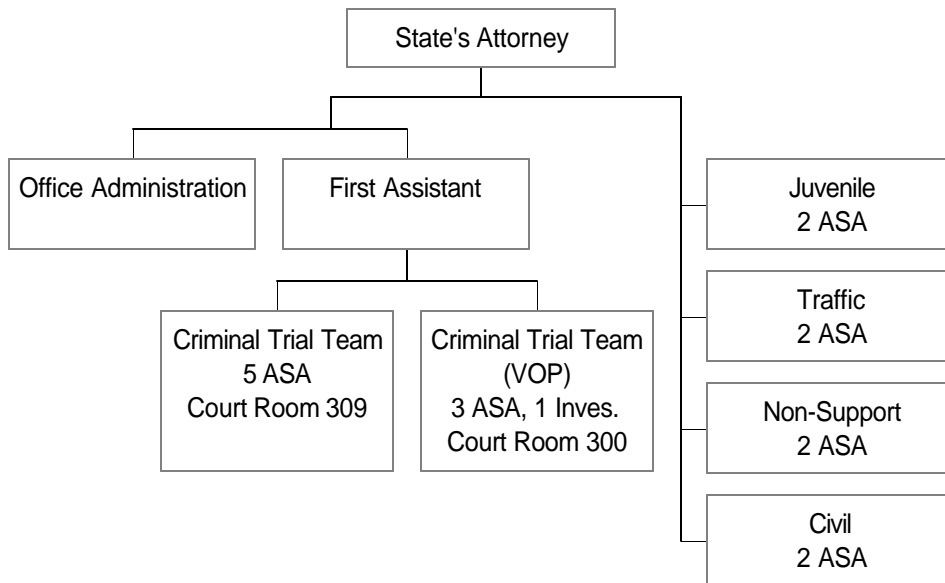 State's Attorney
Office Administration
First Assistant
Juvenile
2 ASA
Traffic
2 ASA
Criminal Trial Team
5 ASA
Court Room 309
Criminal Trial Team
(VOP)
3 ASA, 1 Inves.
Court Room 300
Non-Support
2 ASA
Civil
2 ASA